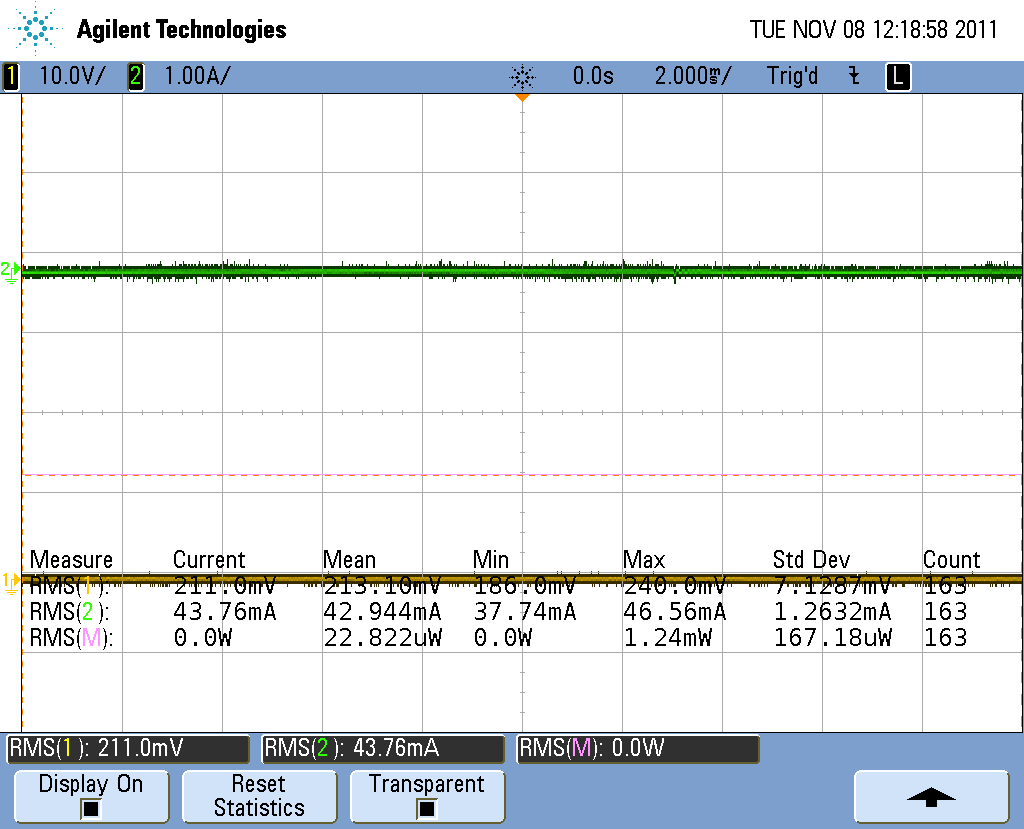 Agilent Technologies TUE NOV 08 12:18:58 2011
1 10.0V/ 2 1.00A/ 0.0s 2.000ms/ Trig'd L
2
1
Measure Current Mean Min Max Std Dev Count
RMS(1): 211.0mV 213.10mV 186.0mV 240.0mV 7.1287mV 163
RMS(2): 43.76mA 42.944mA 37.74mA 46.56mA 1.2632mA 163
RMS(M): 0.0W 22.822uW 0.0W 1.24mW 167.18uW 163
RMS(1): 211.0mV RMS(2): 43.76mA RMS(M): 0.0W
Display On Reset Transparent
Statistics